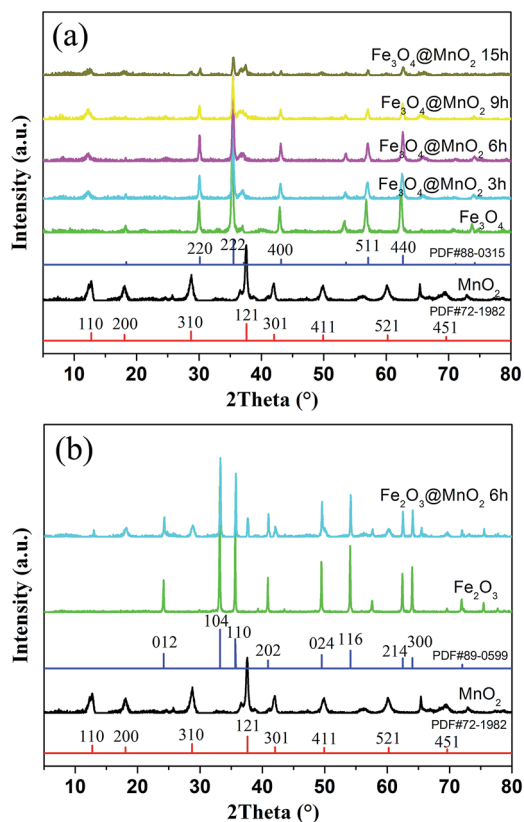 (a)
Fe₃O₄@MnO₂ 15h
Fe₃O₄@MnO₂ 9h
Fe₃O₄@MnO₂ 6h
Fe₃O₄@MnO₂ 3h
Fe₃O₄
220 222 400 511 440
PDF#88-0315
MnO₂
PDF#72-1982
110 200 310 121 301 411 521 451
Intensity (a.u.)
5 10 20 30 40 50 60 70 80
2Theta (°)
(b)
Fe₂O₃@MnO₂ 6h
Fe₂O₃
012 104 110 202 024 116 214 300
PDF#89-0599
MnO₂
PDF#72-1982
110 200 310 121 301 411 521 451
Intensity (a.u.)
5 10 20 30 40 50 60 70 80
2Theta (°)